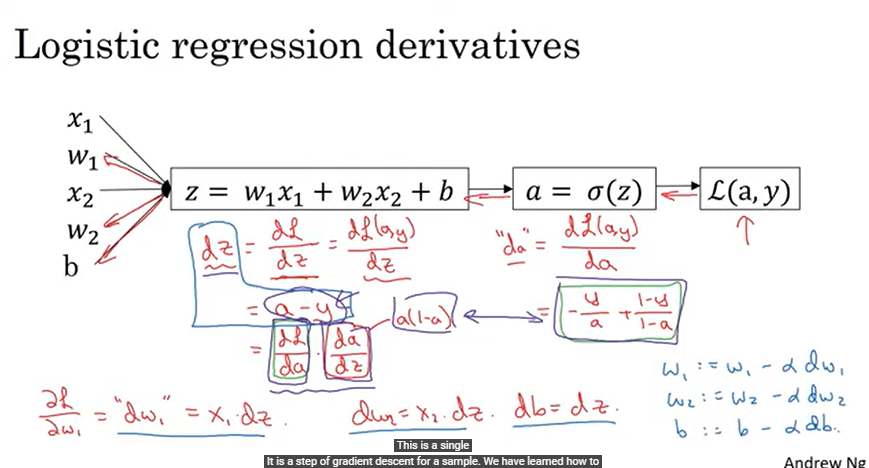 Logistic regression derivatives
x₁
w₁
x₂
w₂
b
z = w₁x₁ + w₂x₂ + b
a = σ(z)
ℒ(a, y)
dz = dℒ/dz = dℒ(a,y)/dz
"da" = dℒ(a,y)/da
= a - y
a(1-a)
= -y/a + (1-y)/(1-a)
= dℒ/da · da/dz
w₁ := w₁ - α dw₁
w₂ := w₂ - α dw₂
b := b - α db.
∂ℒ/∂w₁ = "dw₁" = x₁ · dz.
dw₂ = x₂ · dz.
db = dz.
This is a single
It is a step of gradient descent for a sample. We have learned how to
Andrew Ng